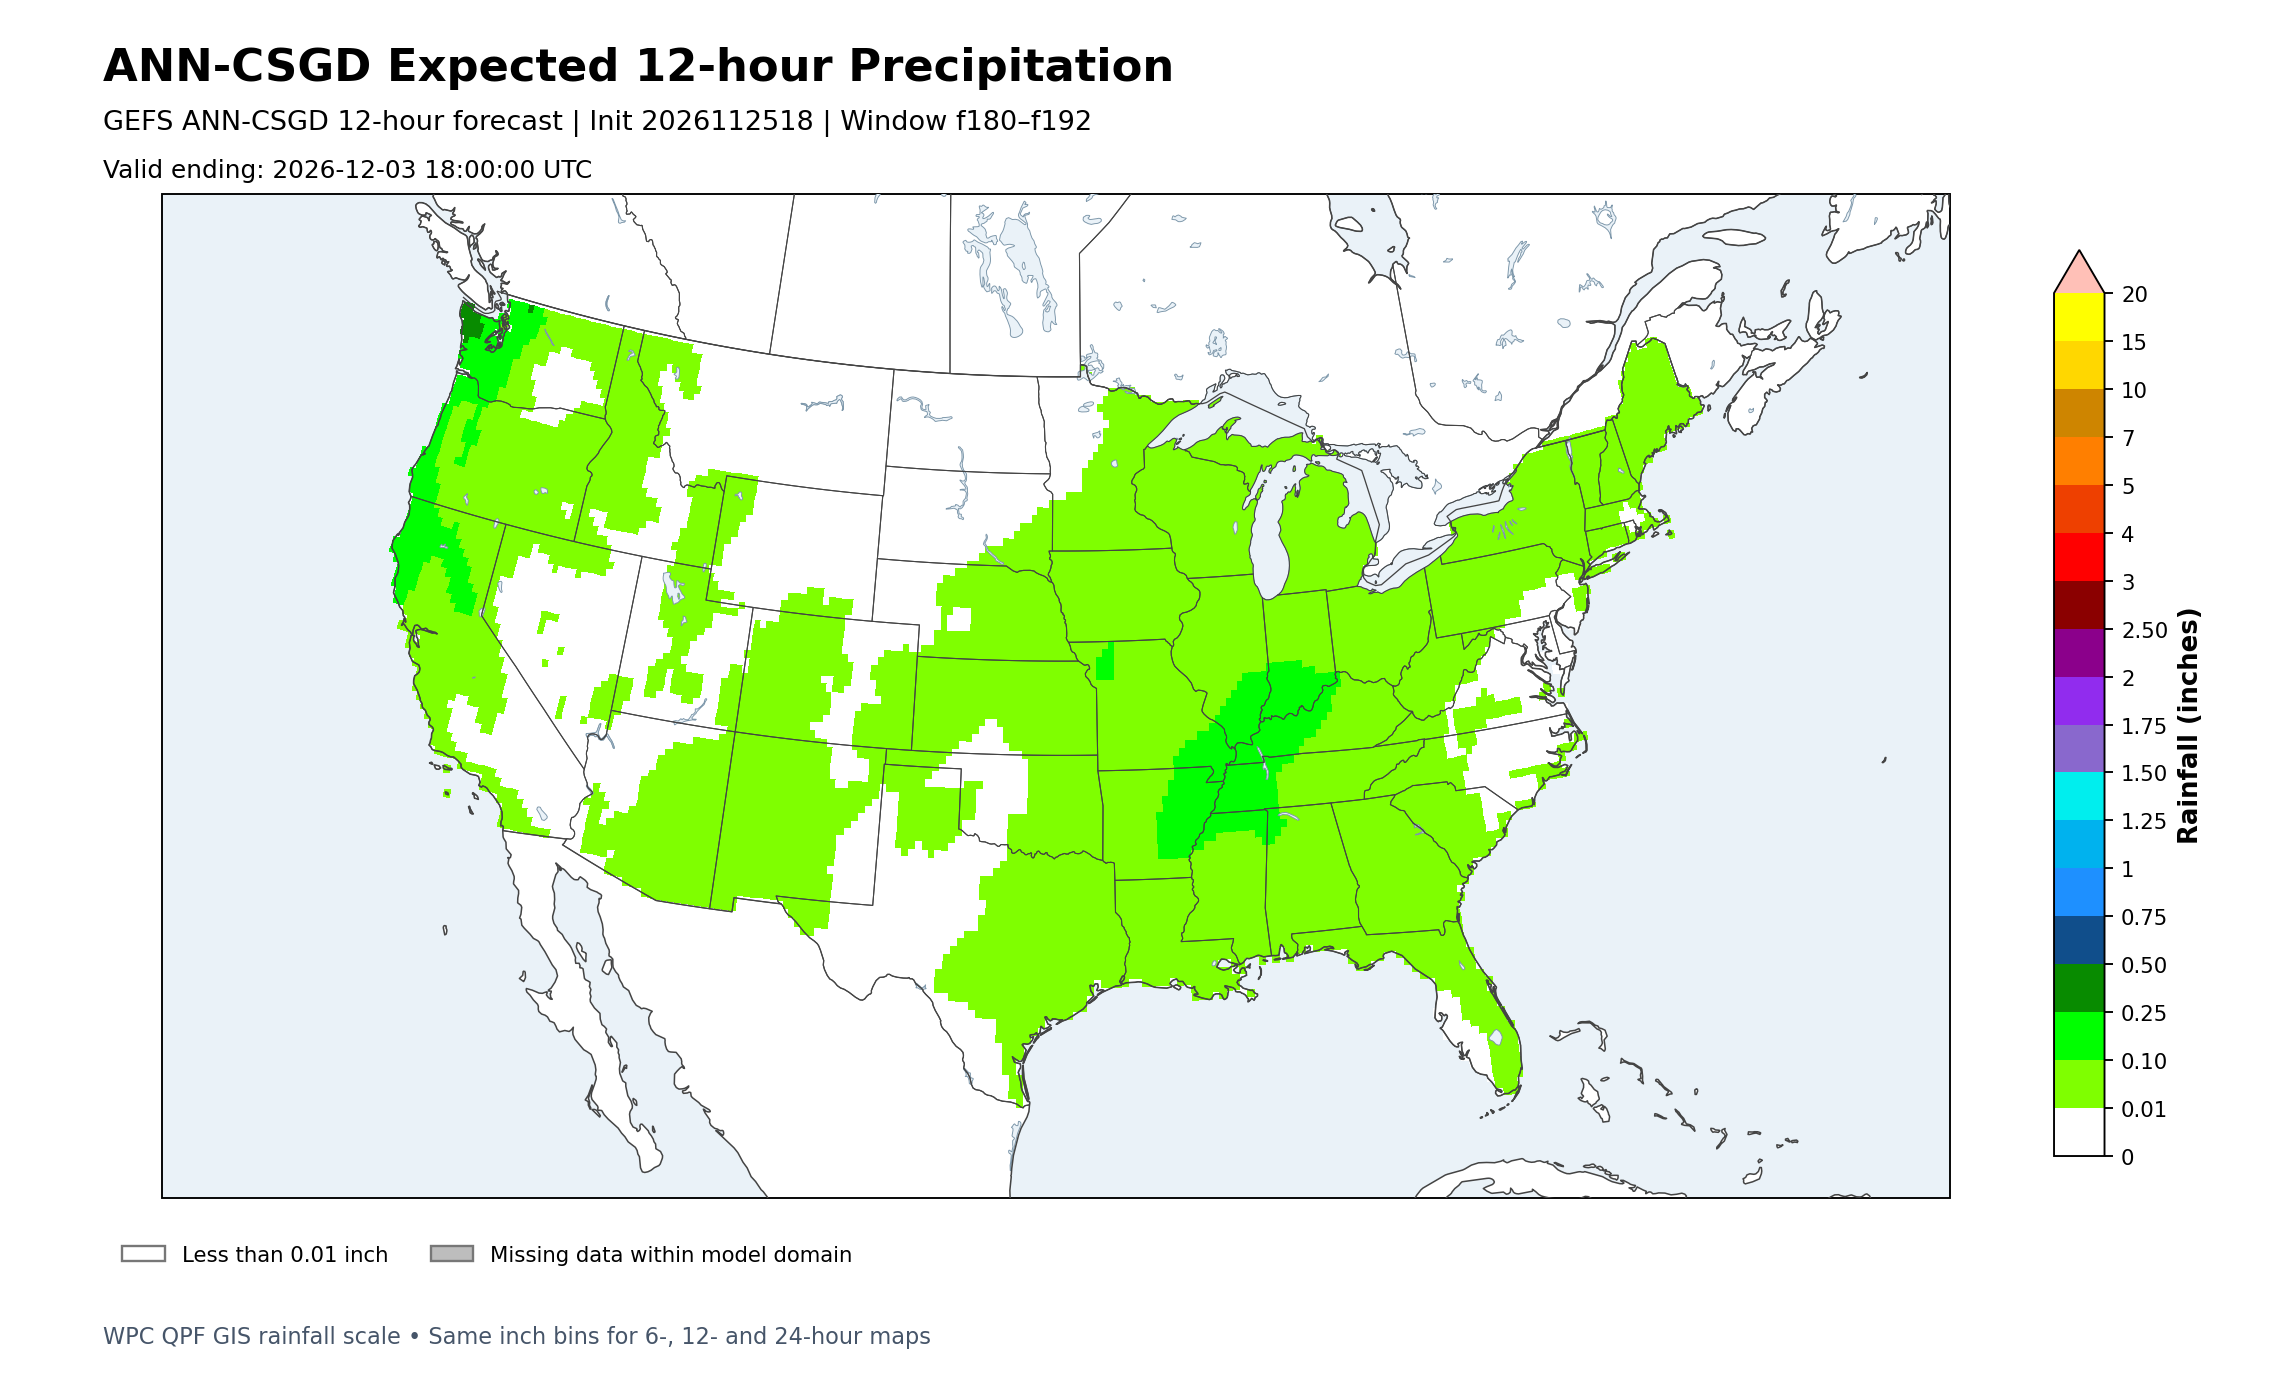 ANN-CSGD Expected 12-hour Precipitation
GEFS ANN-CSGD 12-hour forecast | Init 2026112518 | Window f180–f192
Valid ending: 2026-12-03 18:00:00 UTC
20
15
10
7
5
4
3
2.50
2
1.75
1.50
1.25
1
0.75
0.50
0.25
0.10
0.01
0
Rainfall (inches)
Less than 0.01 inch
Missing data within model domain
WPC QPF GIS rainfall scale • Same inch bins for 6-, 12- and 24-hour maps